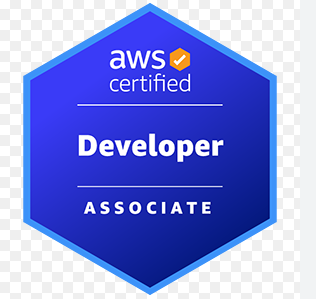 aws
certified
Developer
ASSOCIATE